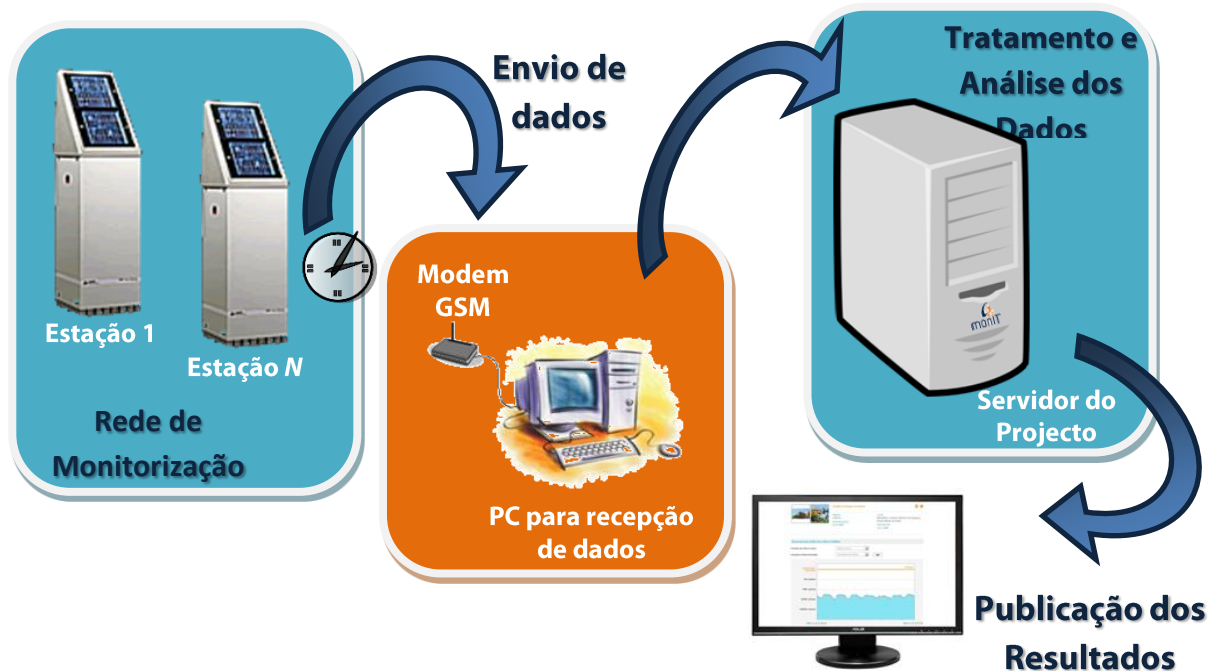 Estação 1
Estação N
Rede de
Monitorização
Envio de
dados
Modem
GSM
PC para recepção
de dados
Tratamento e
Análise dos
Dados
monIT
Servidor do
Projecto
Publicação dos
Resultados